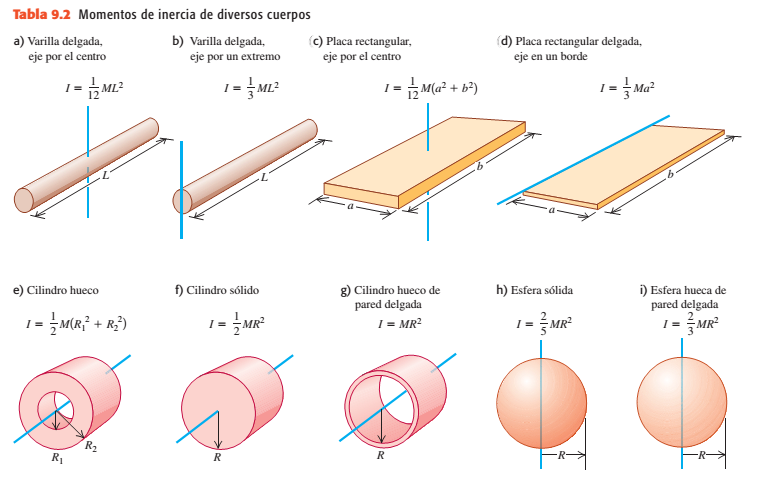 Tabla 9.2 Momentos de inercia de diversos cuerpos
a) Varilla delgada,
eje por el centro
I = 1/12 ML²
L
b) Varilla delgada,
eje por un extremo
I = 1/3 ML²
L
(c) Placa rectangular,
eje por el centro
I = 1/12 M(a² + b²)
b
a
(d) Placa rectangular delgada,
eje en un borde
I = 1/3 Ma²
b
a
e) Cilindro hueco
I = 1/2 M(R₁² + R₂²)
R₂
R₁
f) Cilindro sólido
I = 1/2 MR²
R
g) Cilindro hueco de
pared delgada
I = MR²
R
h) Esfera sólida
I = 2/5 MR²
R
i) Esfera hueca de
pared delgada
I = 2/3 MR²
R